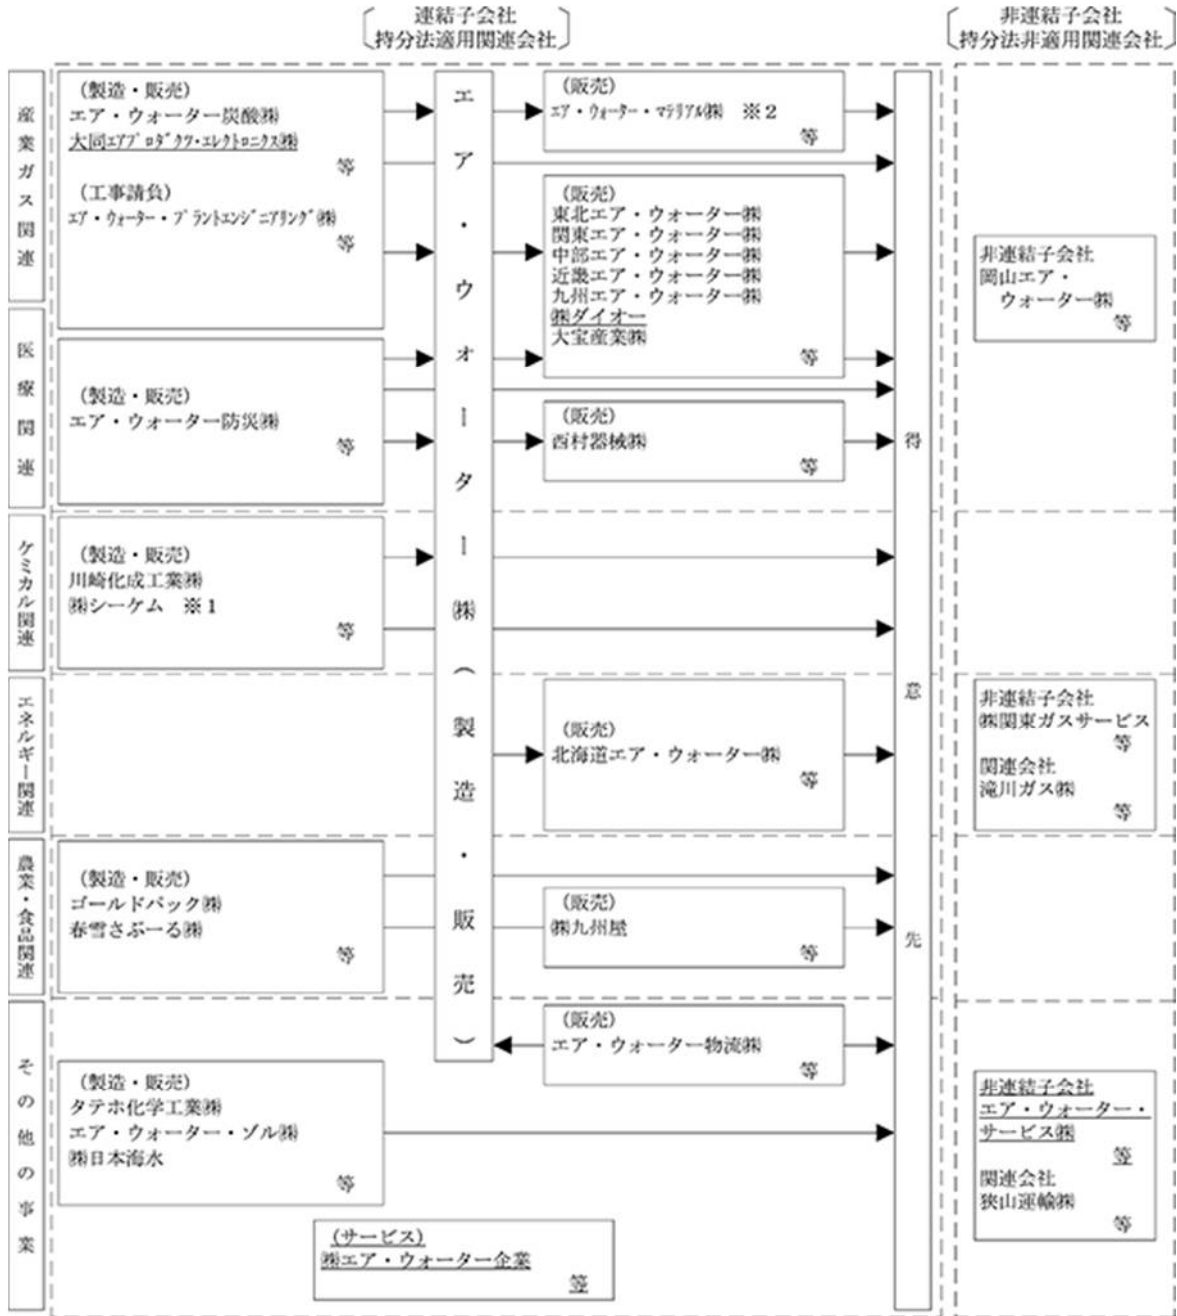 連結子会社
持分法適用関連会社
非連結子会社
持分法非適用関連会社
産業ガス関連
(製造・販売)
エア・ウォーター炭酸㈱
大同ｴｱﾌﾟﾛﾀﾞｸﾂ･ｴﾚｸﾄﾛﾆｸｽ㈱
等
(工事請負)
ｴｱ・ｳｫｰﾀｰ・ﾌﾟﾗﾝﾄｴﾝｼﾞﾆｱﾘﾝｸﾞ㈱
等
エア・ウォーター㈱(製造・販売)
(販売)
ｴｱ・ｳｫｰﾀｰ・ﾏﾃﾘｱﾙ㈱　※2
等
(販売)
東北エア・ウォーター㈱
関東エア・ウォーター㈱
中部エア・ウォーター㈱
近畿エア・ウォーター㈱
九州エア・ウォーター㈱
㈱ダイオー
大宝産業㈱
等
得意先
非連結子会社
岡山エア・
ウォーター㈱
等
医療関連
(製造・販売)
エア・ウォーター防災㈱
等
(販売)
西村器械㈱
等
ケミカル関連
(製造・販売)
川崎化成工業㈱
㈱シーケム　※1
等
エネルギー関連
(販売)
北海道エア・ウォーター㈱
等
非連結子会社
㈱関東ガスサービス
等
関連会社
滝川ガス㈱
等
農業・食品関連
(製造・販売)
ゴールドパック㈱
春雪さぶーる㈱
等
(販売)
㈱九州屋
等
その他の事業
(販売)
エア・ウォーター物流㈱
等
(製造・販売)
タテホ化学工業㈱
エア・ウォーター・ゾル㈱
㈱日本海水
等
(サービス)
㈱エア・ウォーター企業
等
非連結子会社
エア・ウォーター・
サービス㈱
等
関連会社
狭山運輸㈱
等